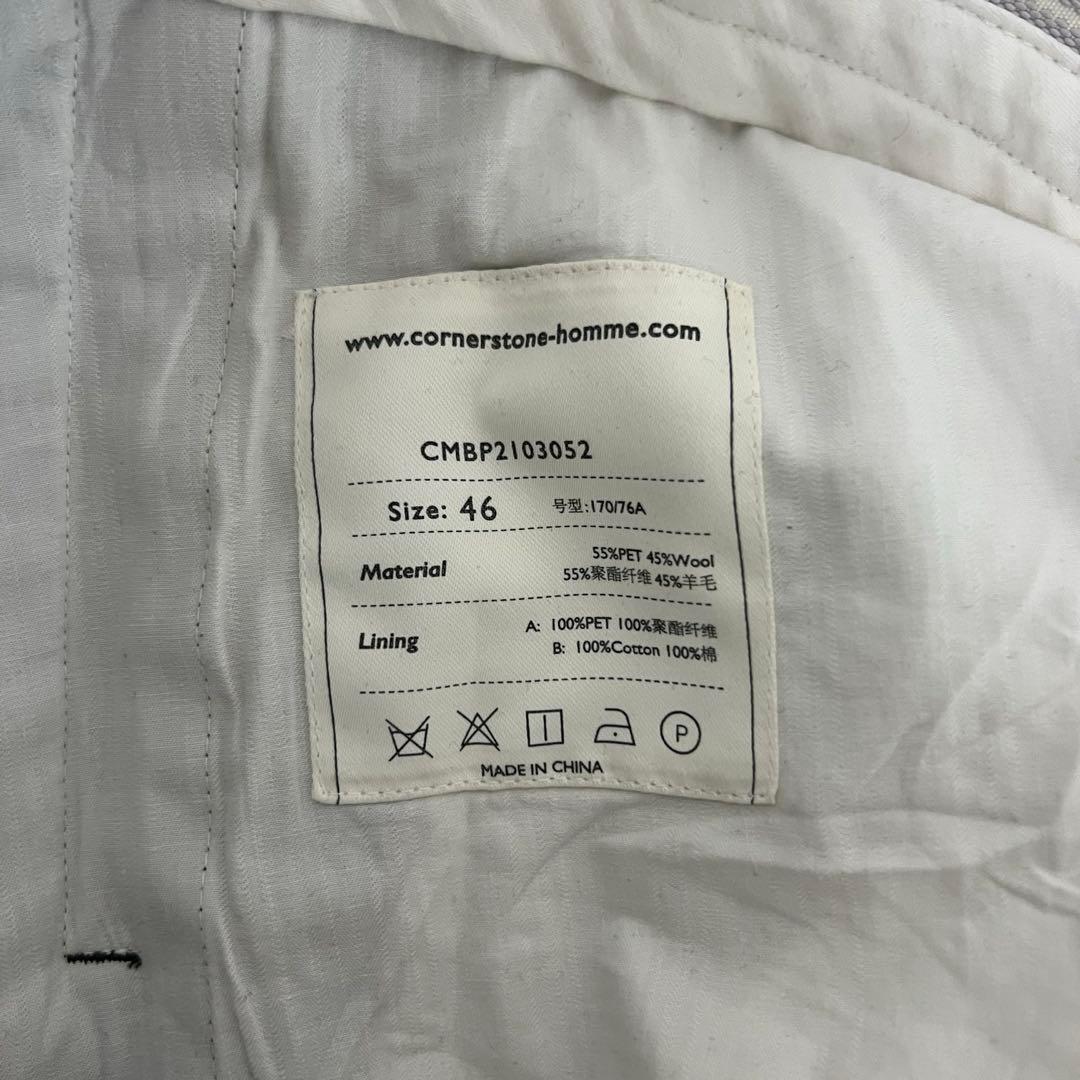 www.cornerstone-homme.com
CMBP2103052
Size: 46 号型:170/76A
Material 55%PET 45%Wool
55%聚酯纤维 45%羊毛
Lining A: 100%PET 100%聚酯纤维
B: 100%Cotton 100%棉
P
MADE IN CHINA